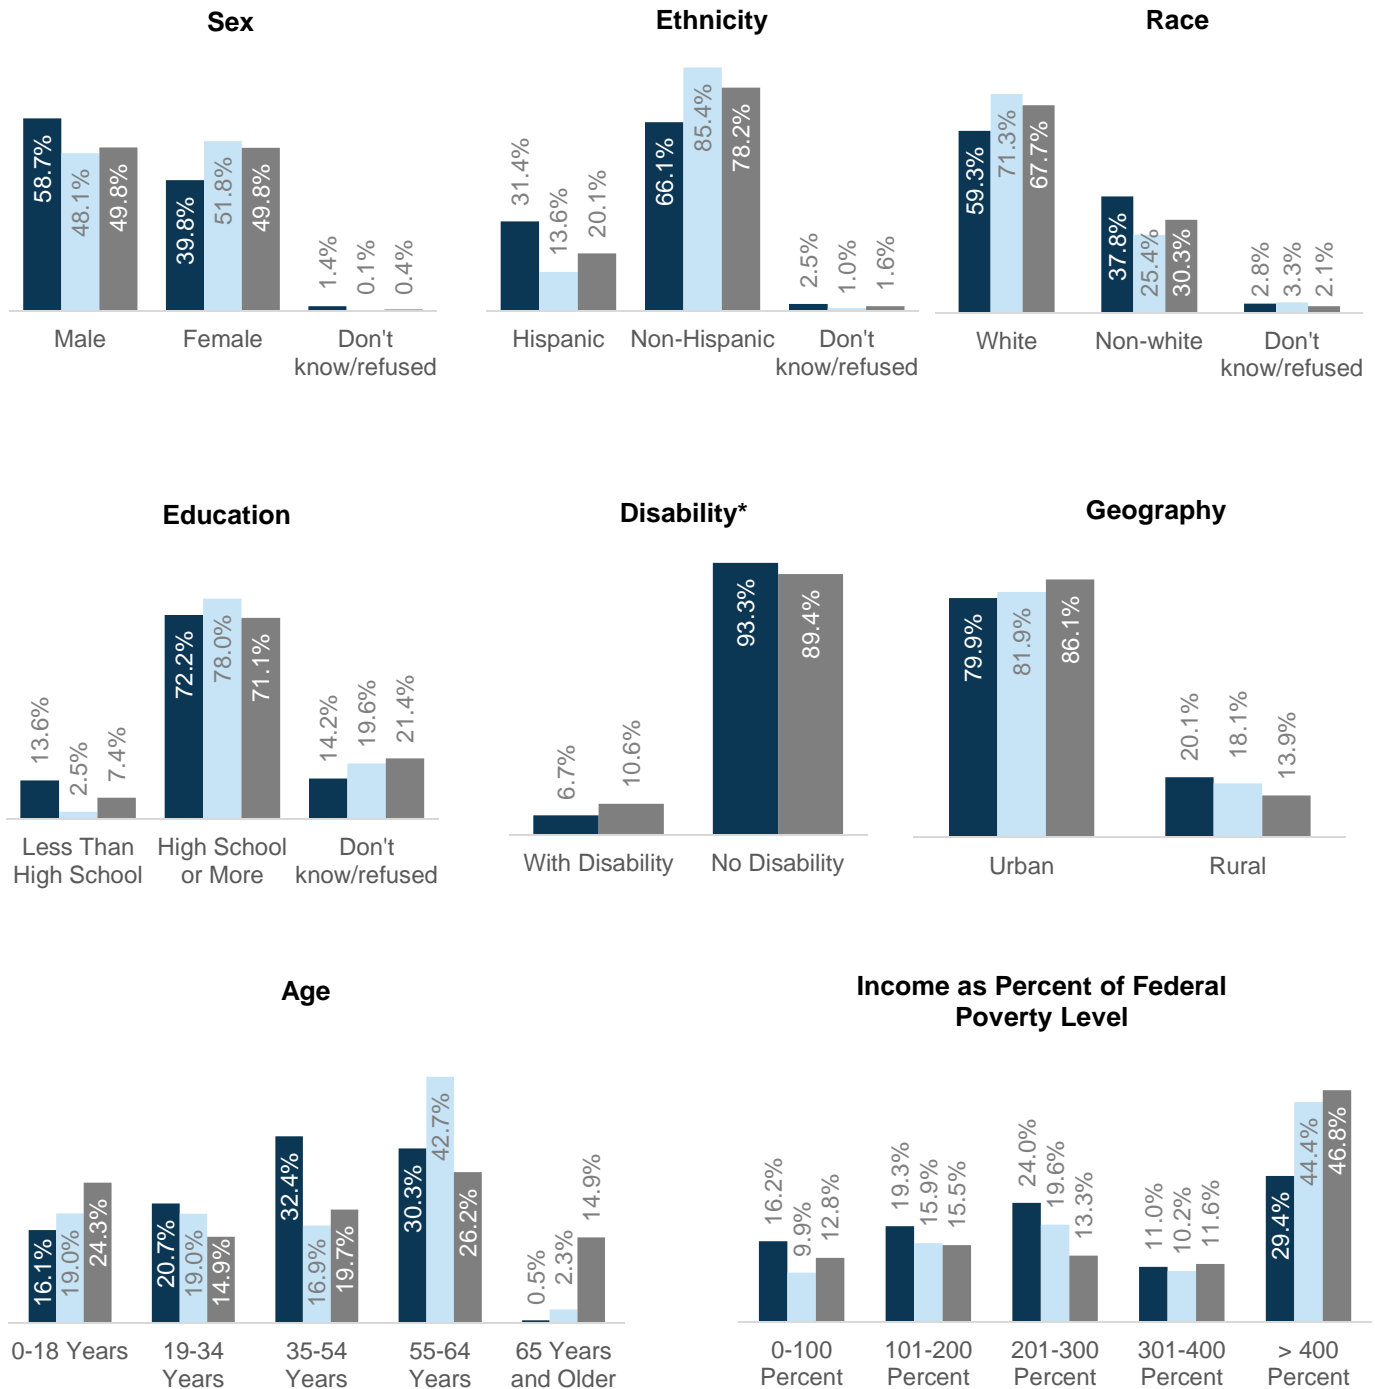 Sex
58.7%
48.1%
49.8%
39.8%
51.8%
49.8%
1.4%
0.1%
0.4%
Male
Female
Don't
know/refused
Ethnicity
31.4%
13.6%
20.1%
66.1%
85.4%
78.2%
2.5%
1.0%
1.6%
Hispanic
Non-Hispanic
Don't
know/refused
Race
59.3%
71.3%
67.7%
37.8%
25.4%
30.3%
2.8%
3.3%
2.1%
White
Non-white
Don't
know/refused
Education
13.6%
2.5%
7.4%
72.2%
78.0%
71.1%
14.2%
19.6%
21.4%
Less Than
High School
High School
or More
Don't
know/refused
Disability*
6.7%
10.6%
93.3%
89.4%
With Disability
No Disability
Geography
79.9%
81.9%
86.1%
20.1%
18.1%
13.9%
Urban
Rural
Age
16.1%
19.0%
24.3%
20.7%
19.0%
14.9%
32.4%
16.9%
19.7%
30.3%
42.7%
26.2%
0.5%
2.3%
14.9%
0-18 Years
19-34
Years
35-54
Years
55-64
Years
65 Years
and Older
Income as Percent of Federal
Poverty Level
16.2%
9.9%
12.8%
19.3%
15.9%
15.5%
24.0%
19.6%
13.3%
11.0%
10.2%
11.6%
29.4%
44.4%
46.8%
0-100
Percent
101-200
Percent
201-300
Percent
301-400
Percent
> 400
Percent